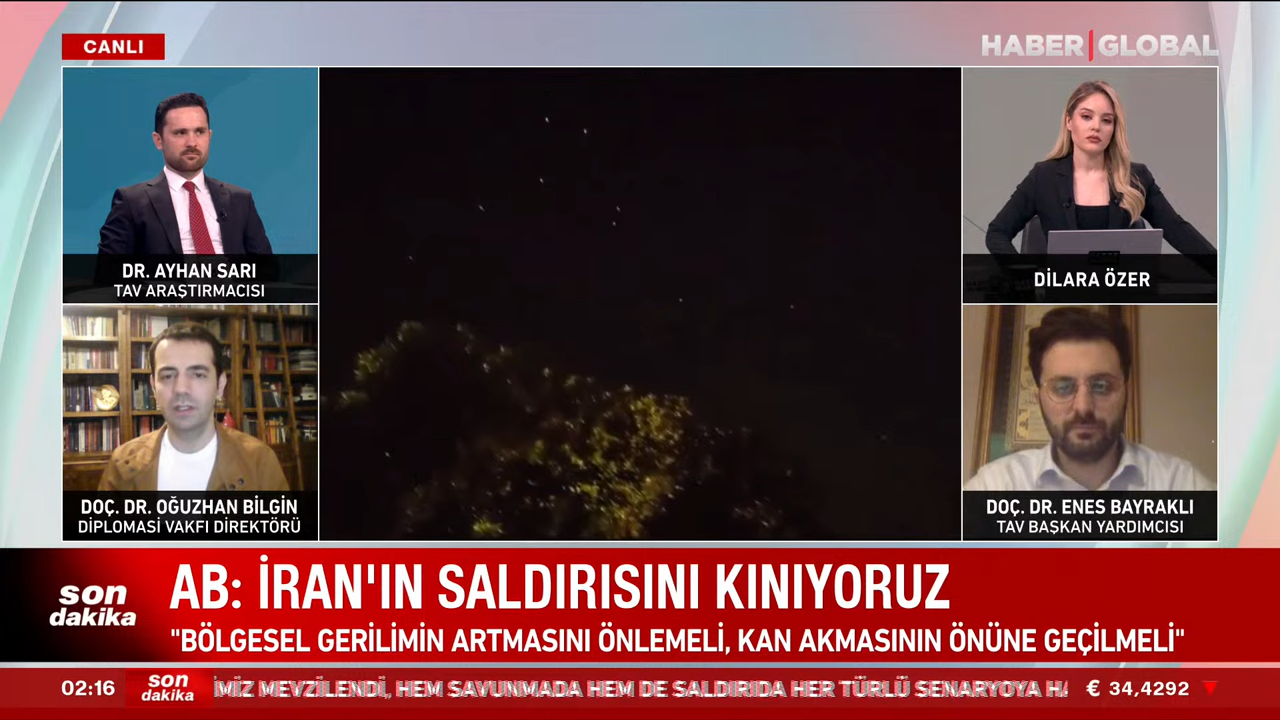 CANLI
HABER GLOBAL
DR. AYHAN SARI
TAV ARAŞTIRMACISI
DİLARA ÖZER
DOÇ. DR. OĞUZHAN BİLGİN
DİPLOMASİ VAKFI DİREKTÖRÜ
DOÇ. DR. ENES BAYRAKLI
TAV BAŞKAN YARDIMCISI
son
dakika
AB: İRAN'IN SALDIRISINI KINIYORUZ
"BÖLGESEL GERİLİMİN ARTMASINI ÖNLEMELİ, KAN AKMASININ ÖNÜNE GEÇİLMELİ"
02:16
son
dakika
İMİZ MEVZİLENDİ, HEM SAVUNMADA HEM DE SALDIRIDA HER TÜRLÜ SENARYOYA
€ 34,4292